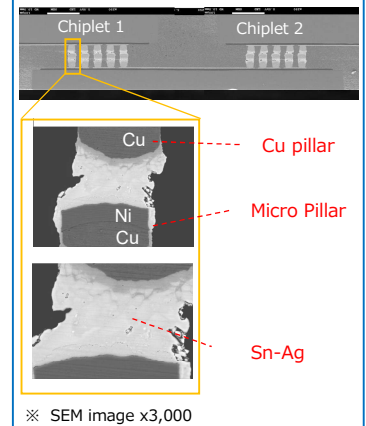 Chiplet 1
Chiplet 2
Cu
Cu pillar
Ni
Cu
Micro Pillar
Sn-Ag
※ SEM image x3,000